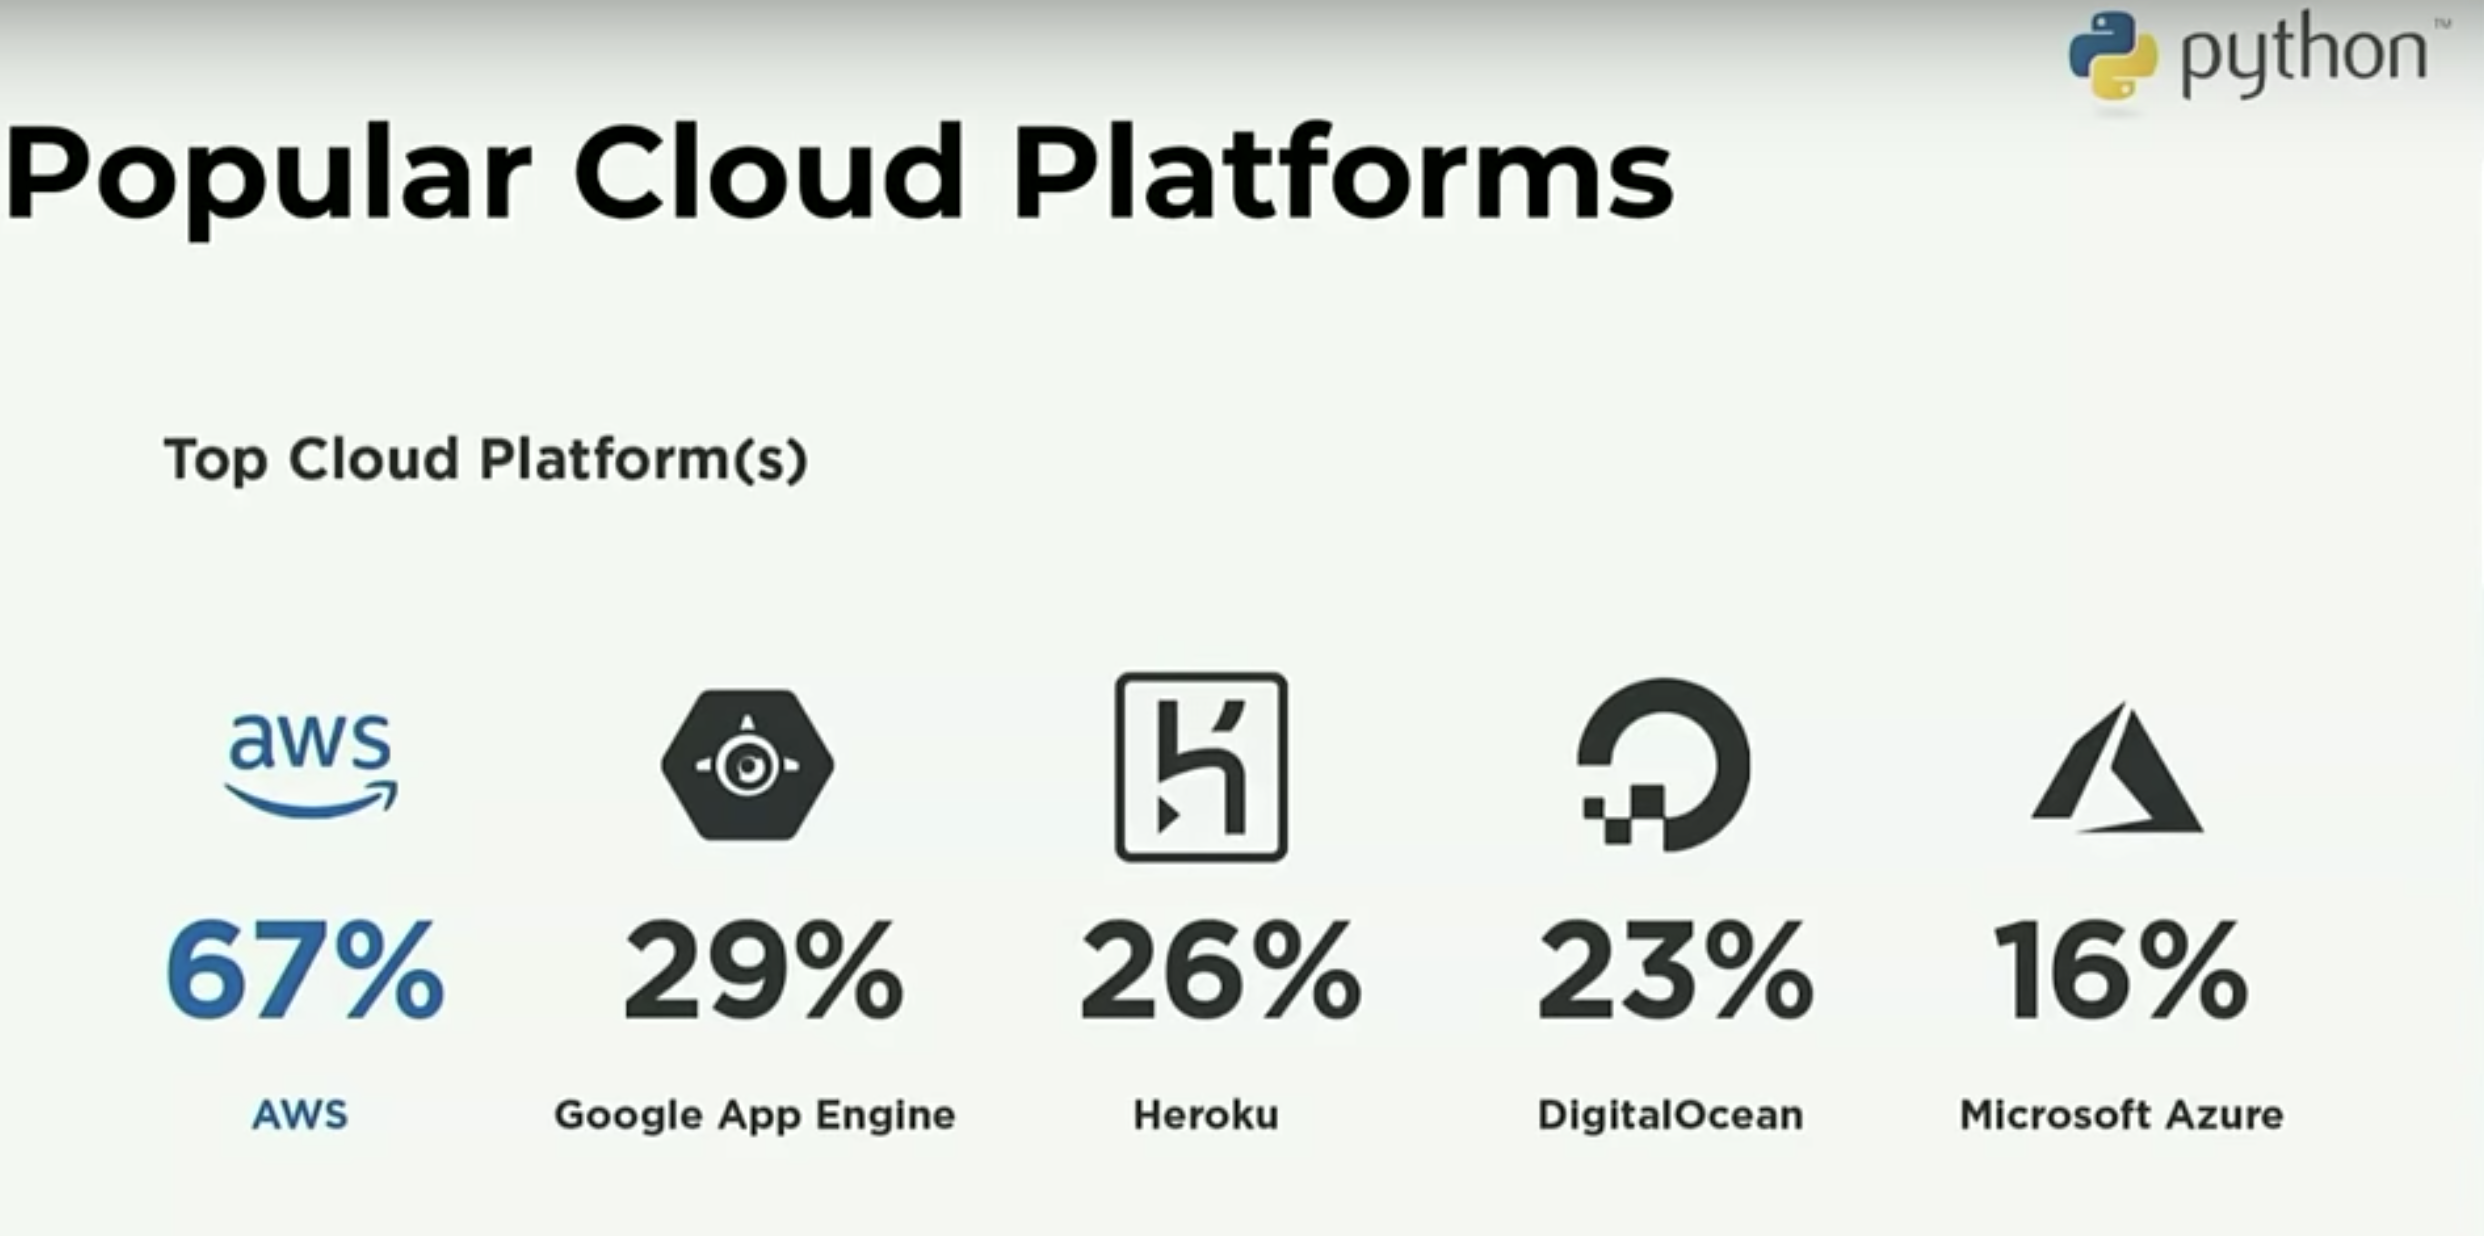 python™
Popular Cloud Platforms
Top Cloud Platform(s)
aws
67% 29% 26% 23% 16%
AWS Google App Engine Heroku DigitalOcean Microsoft Azure